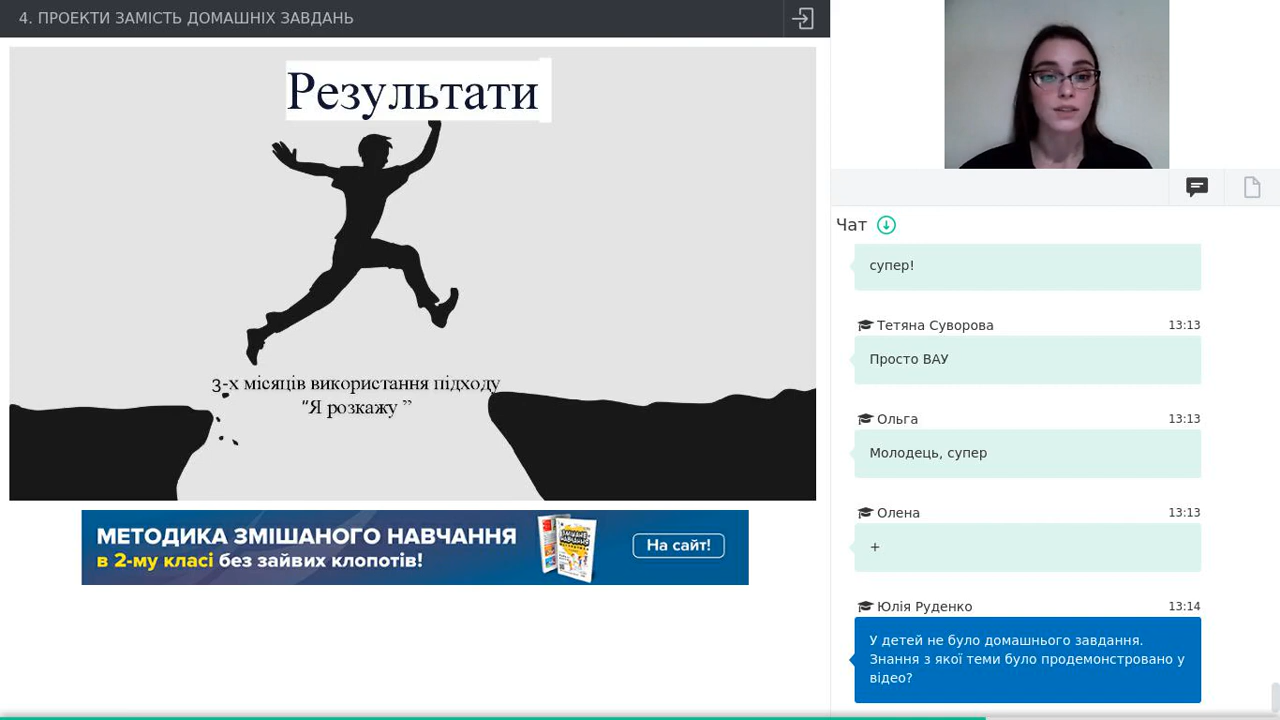 4. ПРОЕКТИ ЗАМІСТЬ ДОМАШНІХ ЗАВДАНЬ
Результати
3-х місяців використання підходу
“Я розкажу ”
МЕТОДИКА ЗМІШАНОГО НАВЧАННЯ
в 2-му класі без зайвих клопотів!
На сайт!
Чат
супер!
Тетяна Суворова 13:13
Просто ВАУ
Ольга 13:13
Молодець, супер
Олена 13:13
+
Юлія Руденко 13:14
У детей не було домашнього завдання.
Знання з якої теми було продемонстровано у
відео?